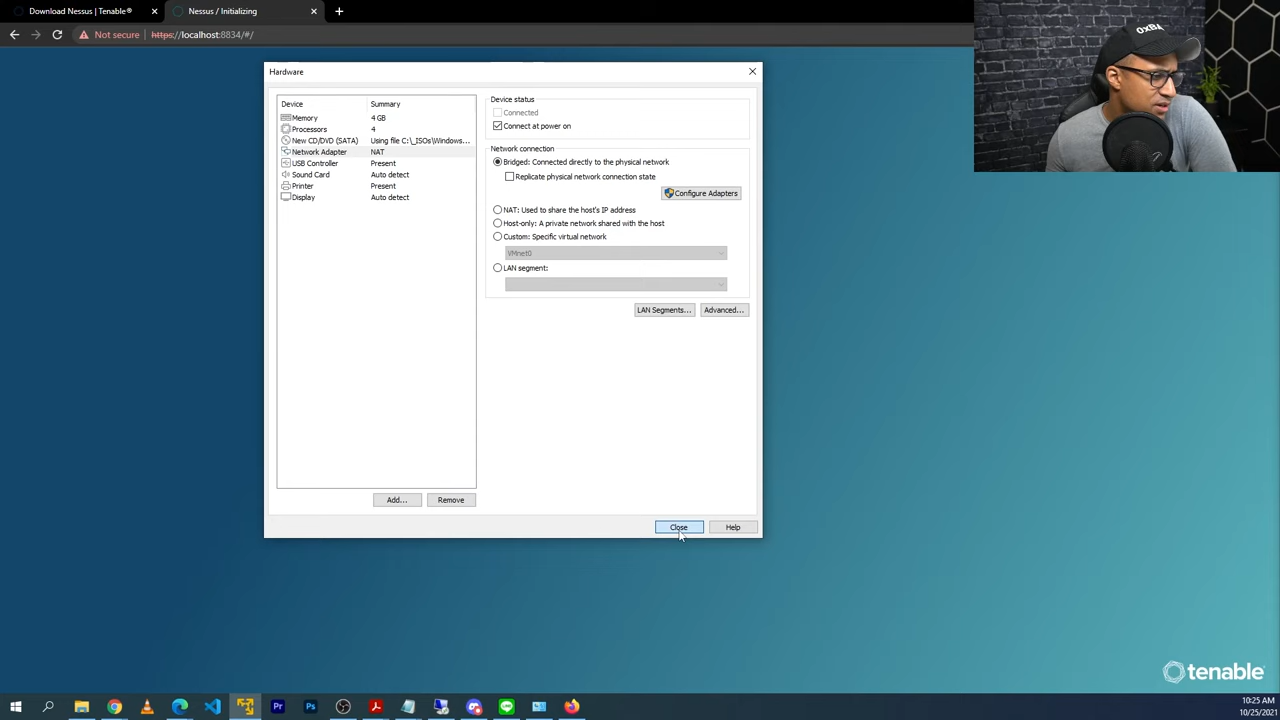 Download Nessus | Tenable®
Nessus / Initializing
Not secure | https://localhost:8834/#/
0XBA
Hardware
Device Summary
Memory 4 GB
Processors 4
New CD/DVD (SATA) Using file C:\_ISOs\Windows...
Network Adapter NAT
USB Controller Present
Sound Card Auto detect
Printer Present
Display Auto detect
Add...
Remove
Device status
Connected
Connect at power on
Network connection
Bridged: Connected directly to the physical network
Replicate physical network connection state
Configure Adapters
NAT: Used to share the host's IP address
Host-only: A private network shared with the host
Custom: Specific virtual network
VMnet0
LAN segment:
LAN Segments...
Advanced...
Close
Help
tenable
Pr
Ps
LINE
10:25 AM
10/25/2021